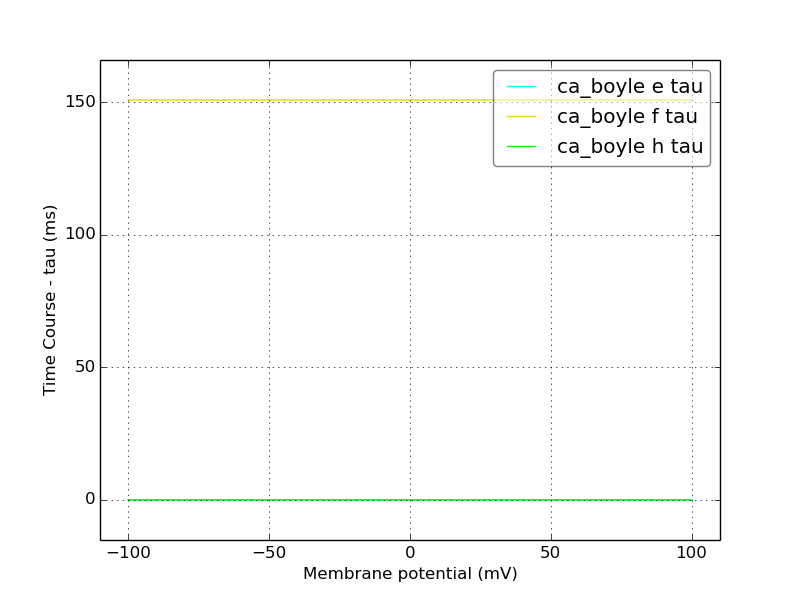 ca_boyle e tau
ca_boyle f tau
ca_boyle h tau
150
100
50
0
Time Course - tau (ms)
−100
−50
0
50
100
Membrane potential (mV)